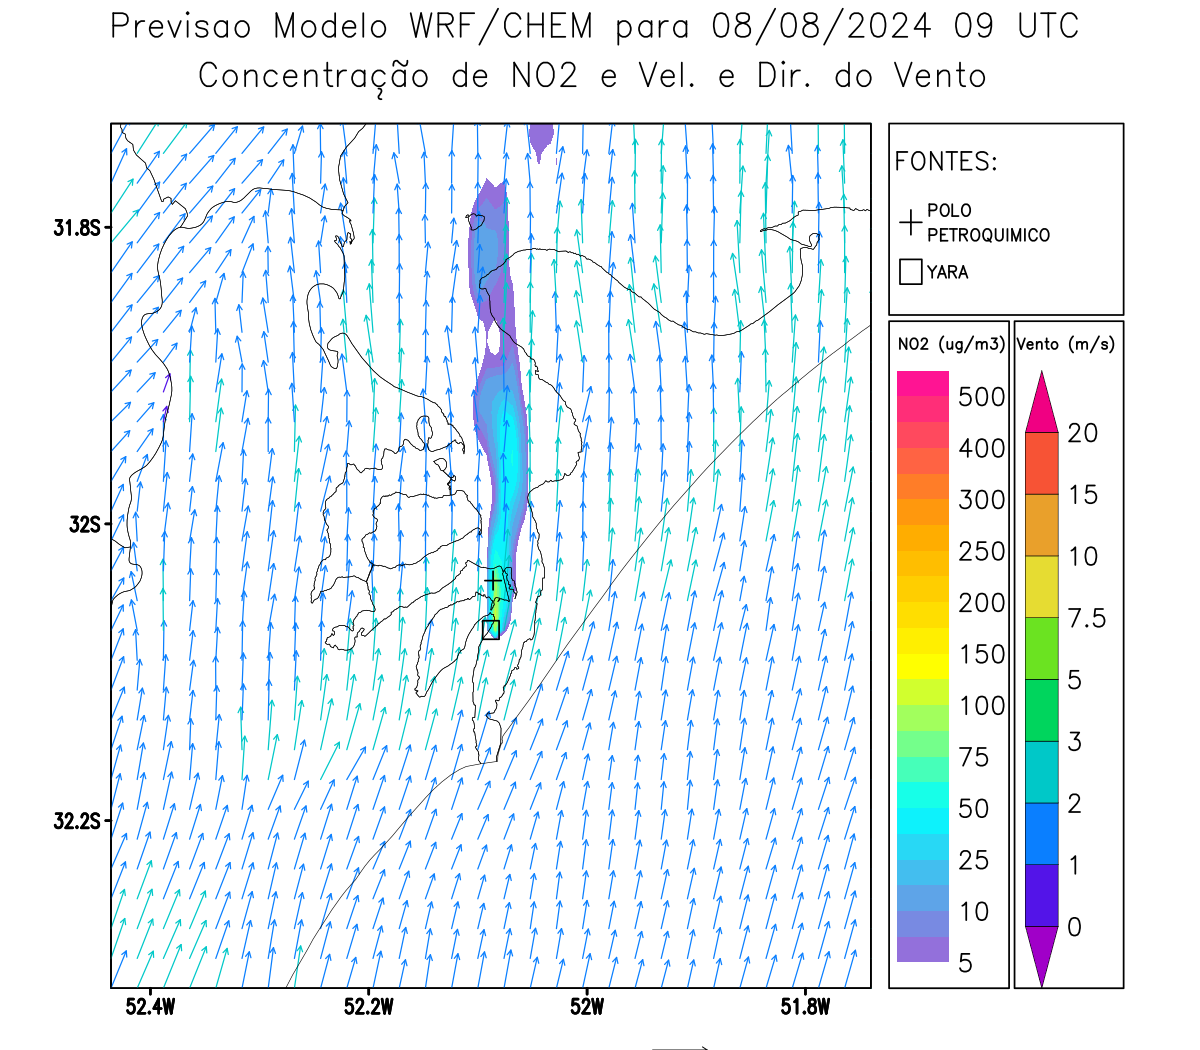 Previsao Modelo WRF/CHEM para 08/08/2024 09 UTC
Concentração de NO2 e Vel. e Dir. do Vento
FONTES:
POLO
PETROQUIMICO
YARA
NO2 (ug/m3)
500
400
300
250
200
150
100
75
50
25
10
5
Vento (m/s)
20
15
10
7.5
5
3
2
1
0
31.8S
32S
32.2S
52.4W
52.2W
52W
51.8W